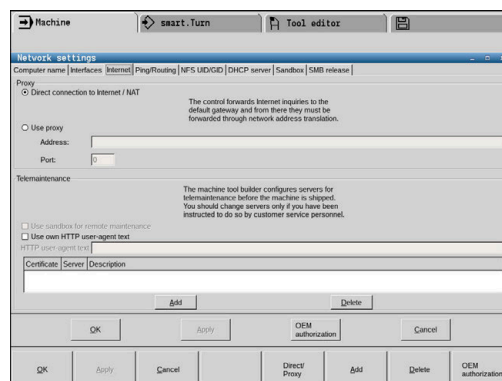 Machine
smart.Turn
Tool editor
Network settings
Computer name Interfaces Internet Ping/Routing NFS UID/GID DHCP server Sandbox SMB release
Proxy
Direct connection to Internet / NAT
The control forwards Internet inquiries to the
default gateway and from there they must be
forwarded through network address translation.
Use proxy
Address:
Port:
0
Telemaintenance
The machine tool builder configures servers for
telemaintenance before the machine is shipped.
You should change servers only if you have been
instructed to do so by customer service personnel.
Use sandbox for remote maintenance
Use own HTTP user-agent text
HTTP user-agent text
Certificate Server Description
Add Delete
OK Apply OEM authorization Cancel
OK Apply Cancel Direct/ Proxy Add Delete OEM authorization